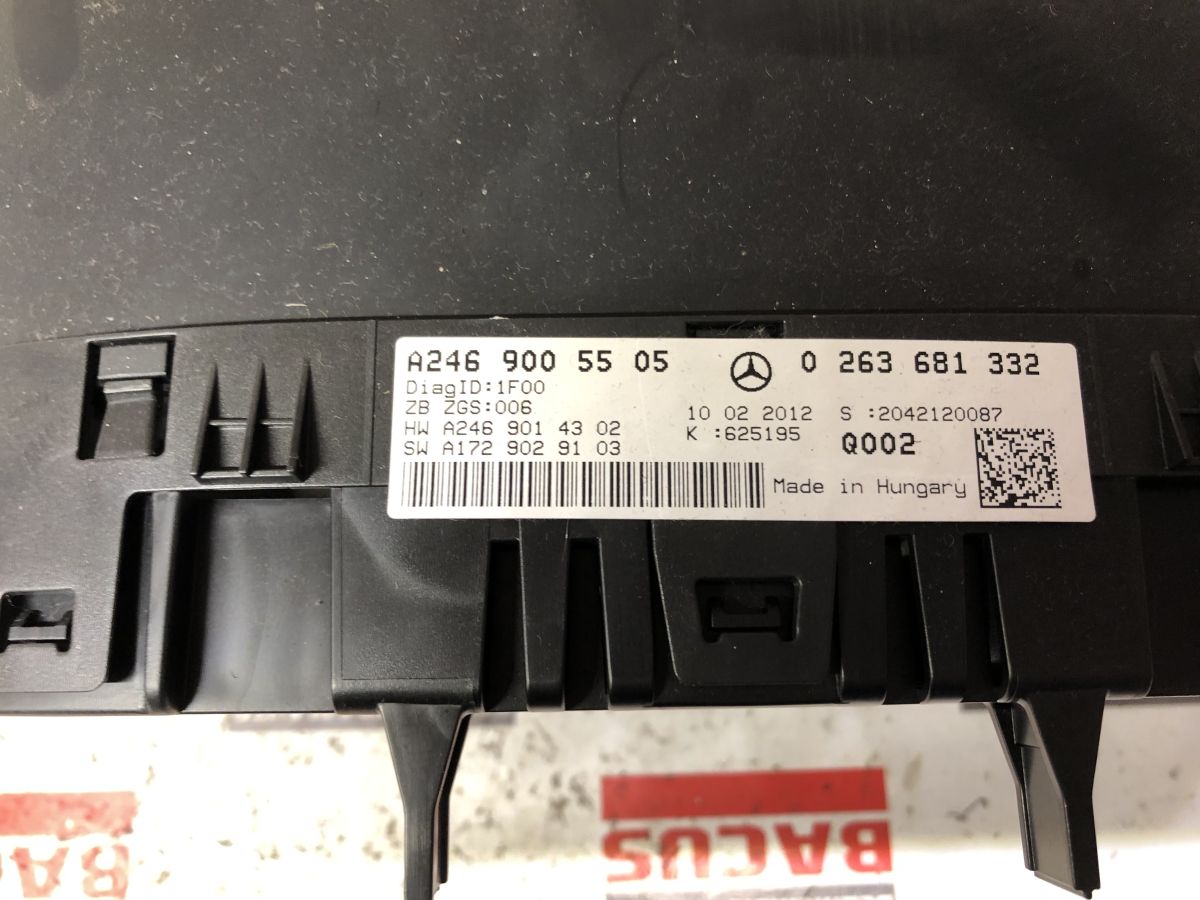 A246 900 55 05
0 263 681 332
DiagID:1F00
ZB ZGS:006
10 02 2012 S :2042120087
HW A246 901 43 02
K :625195
Q002
SW A172 902 91 03
Made in Hungary
BACUS
BACUS